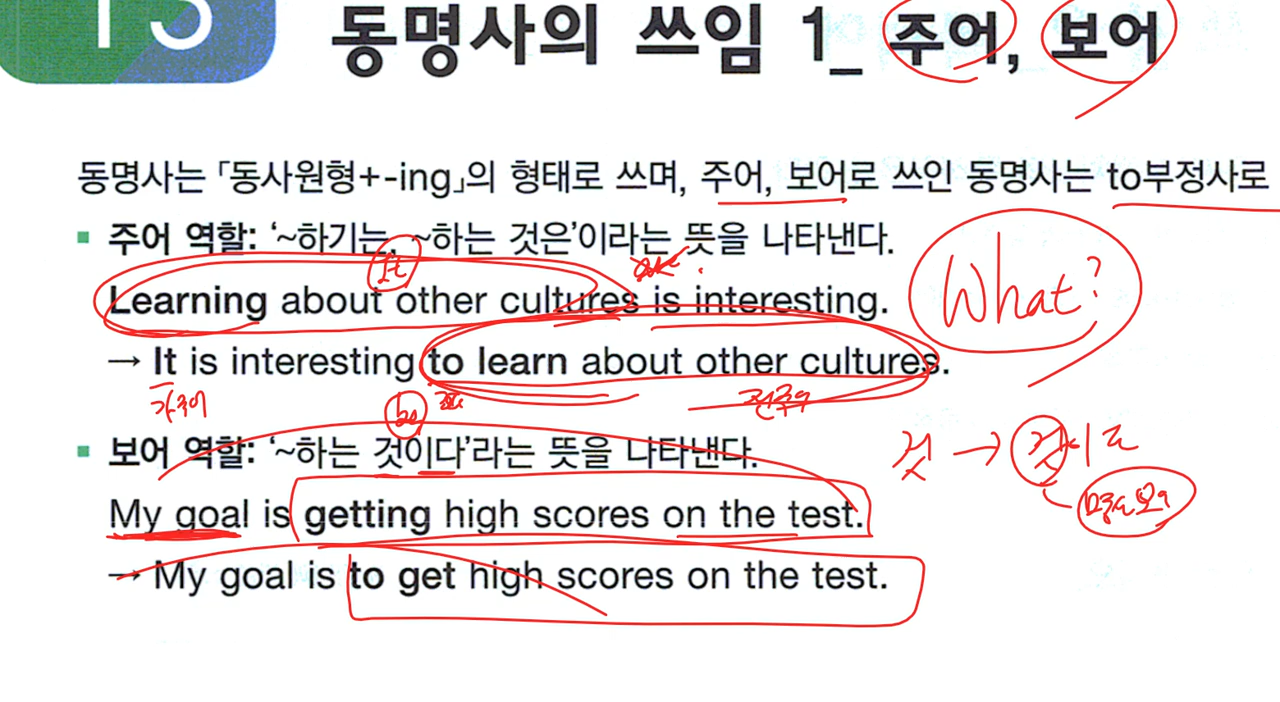 13
동명사의 쓰임 1_ 주어, 보어
동명사는 「동사원형+-ing」의 형태로 쓰며, 주어, 보어로 쓰인 동명사는 to부정사로
주어 역할: '~하기는, ~하는 것은'이라는 뜻을 나타낸다.
It
are
Learning about other cultures is interesting.
What?
→ It is interesting to learn about other cultures.
가주어
진주어
보어 역할: '~하는 것이다'라는 뜻을 나타낸다.
것 → 것이다
My goal is getting high scores on the test.
→ My goal is to get high scores on the test.